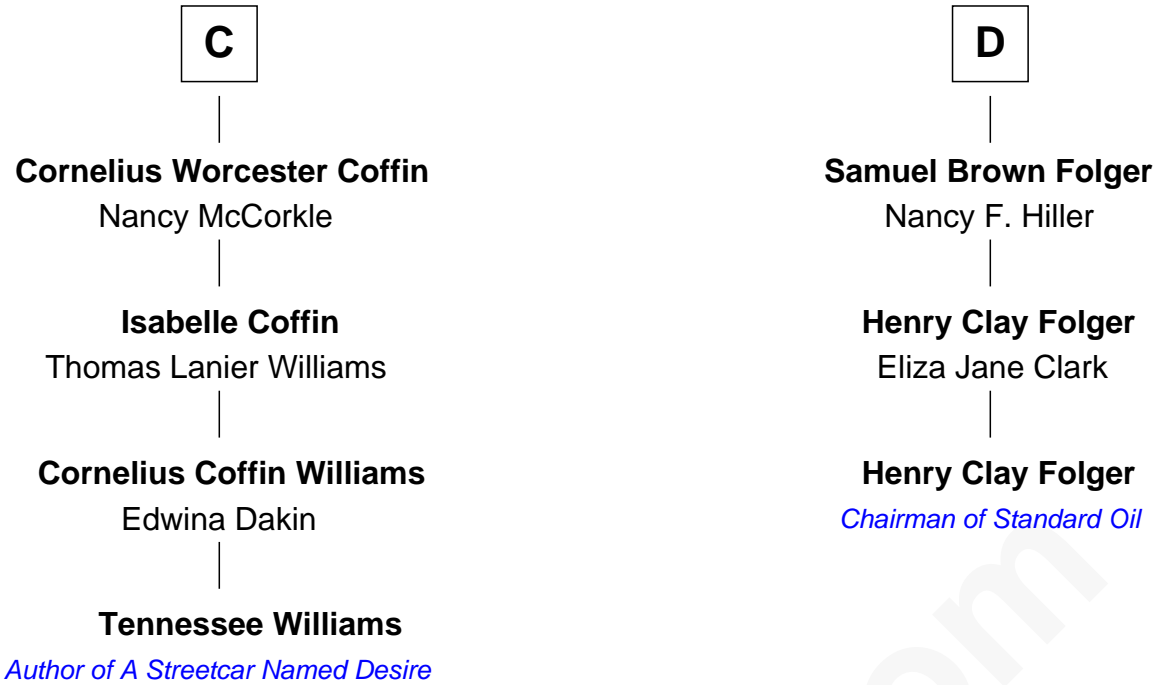 C
Cornelius Worcester Coffin
Nancy McCorkle
Isabelle Coffin
Thomas Lanier Williams
Cornelius Coffin Williams
Edwina Dakin
Tennessee Williams
Author of A Streetcar Named Desire
D
Samuel Brown Folger
Nancy F. Hiller
Henry Clay Folger
Eliza Jane Clark
Henry Clay Folger
Chairman of Standard Oil